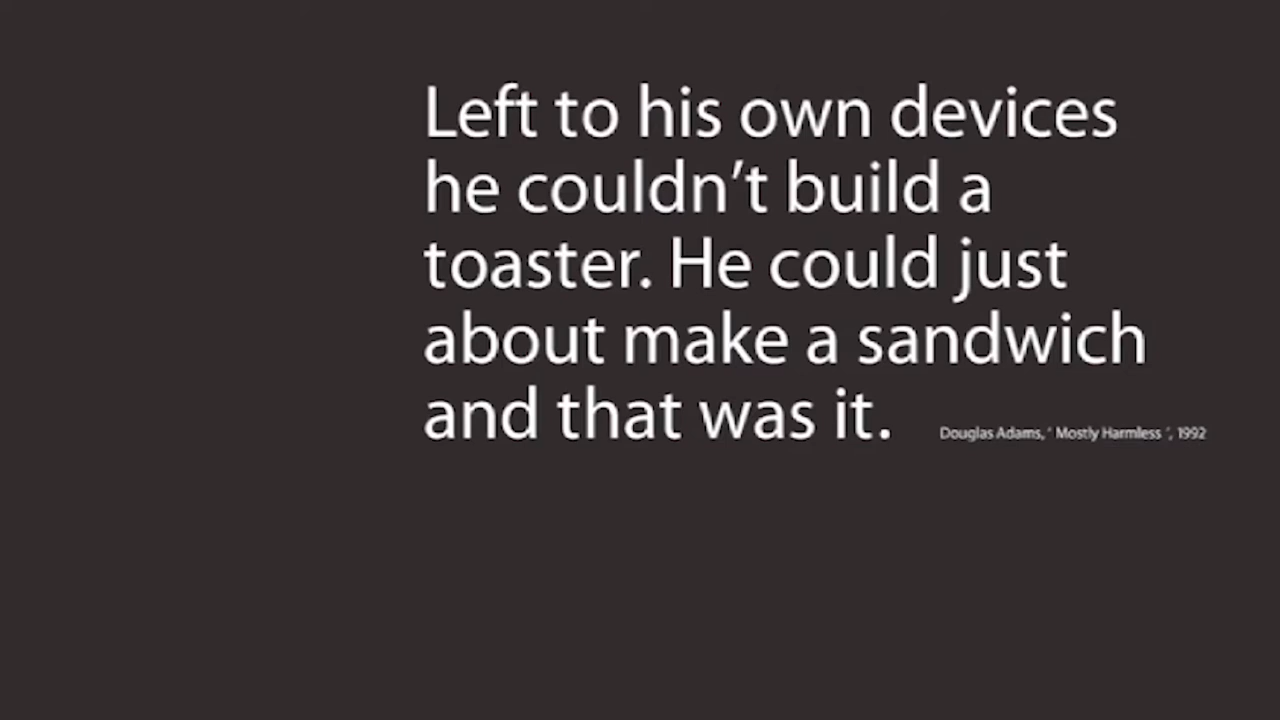 Left to his own devices
he couldn’t build a
toaster. He could just
about make a sandwich
and that was it.
Douglas Adams, ‘ Mostly Harmless ’, 1992